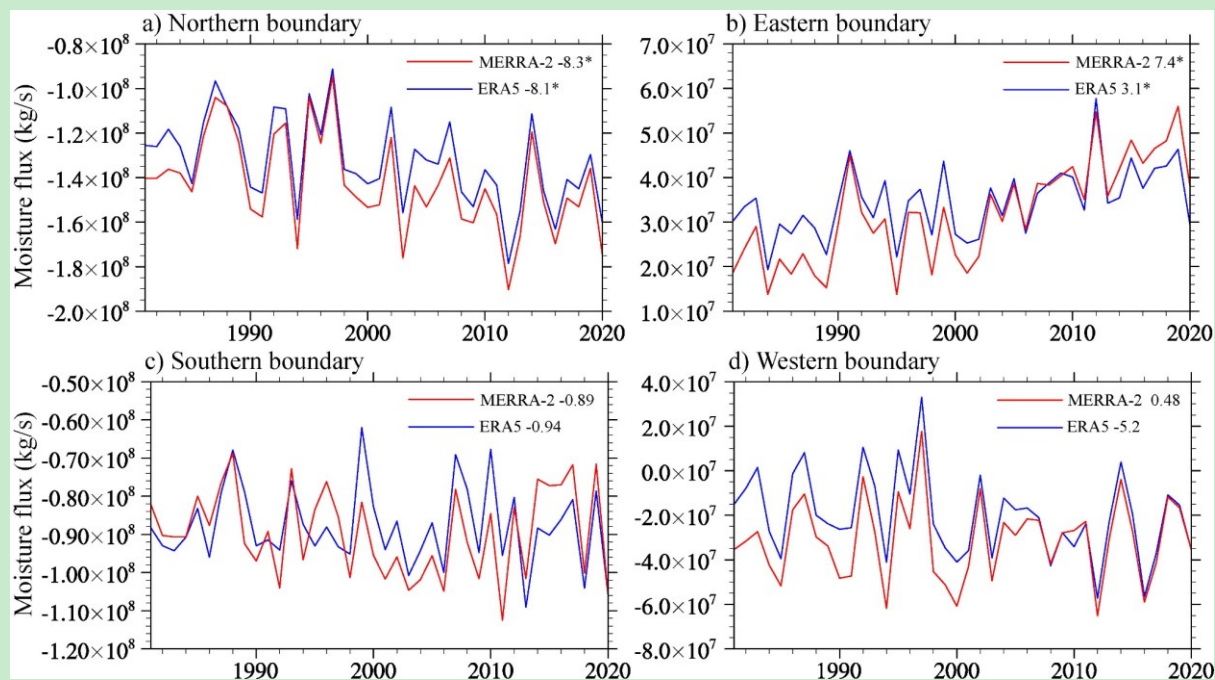 a) Northern boundary
Moisture flux (kg/s)
-0.8×10⁸
-1.0×10⁸
-1.2×10⁸
-1.4×10⁸
-1.6×10⁸
-1.8×10⁸
-2.0×10⁸
MERRA-2 -8.3*
ERA5 -8.1*
1990 2000 2010 2020
b) Eastern boundary
7.0×10⁷
6.0×10⁷
5.0×10⁷
4.0×10⁷
3.0×10⁷
2.0×10⁷
1.0×10⁷
MERRA-2 7.4*
ERA5 3.1*
1990 2000 2010 2020
c) Southern boundary
Moisture flux (kg/s)
-0.50×10⁸
-0.60×10⁸
-0.70×10⁸
-0.80×10⁸
-0.90×10⁸
-1.00×10⁸
-1.10×10⁸
-1.20×10⁸
MERRA-2 -0.89
ERA5 -0.94
1990 2000 2010 2020
d) Western boundary
4.0×10⁷
2.0×10⁷
0.0×10⁷
-2.0×10⁷
-4.0×10⁷
-6.0×10⁷
-8.0×10⁷
MERRA-2 0.48
ERA5 -5.2
1990 2000 2010 2020